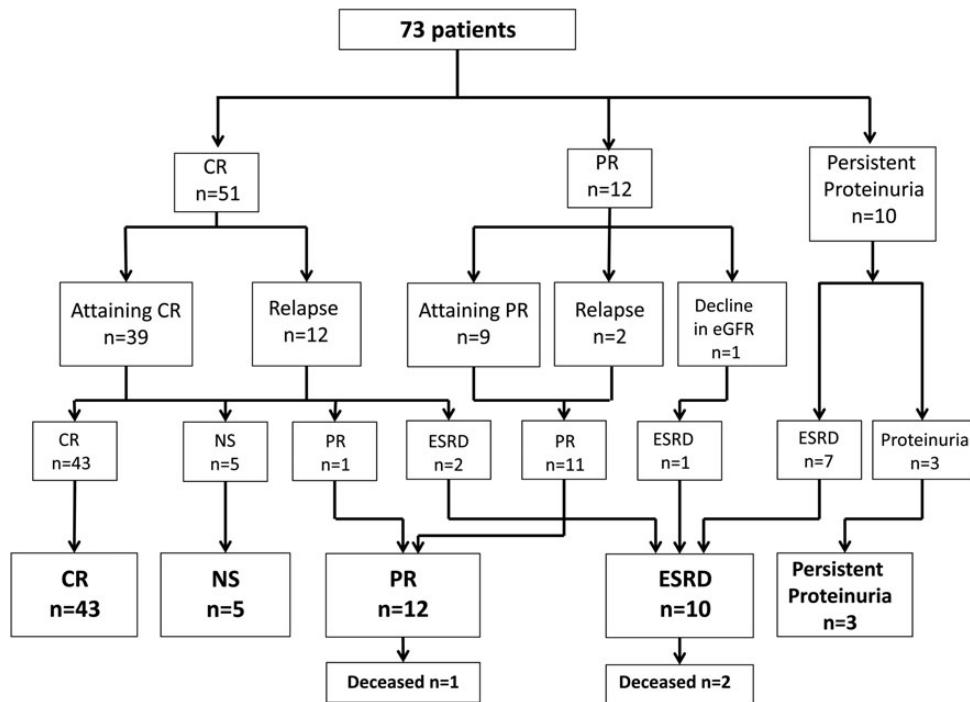 73 patients
CR
n=51
PR
n=12
Persistent
Proteinuria
n=10
Attaining CR
n=39
Relapse
n=12
Attaining PR
n=9
Relapse
n=2
Decline
in eGFR
n=1
CR
n=43
NS
n=5
PR
n=1
ESRD
n=2
PR
n=11
ESRD
n=1
ESRD
n=7
Proteinuria
n=3
CR
n=43
NS
n=5
PR
n=12
ESRD
n=10
Persistent
Proteinuria
n=3
Deceased n=1
Deceased n=2